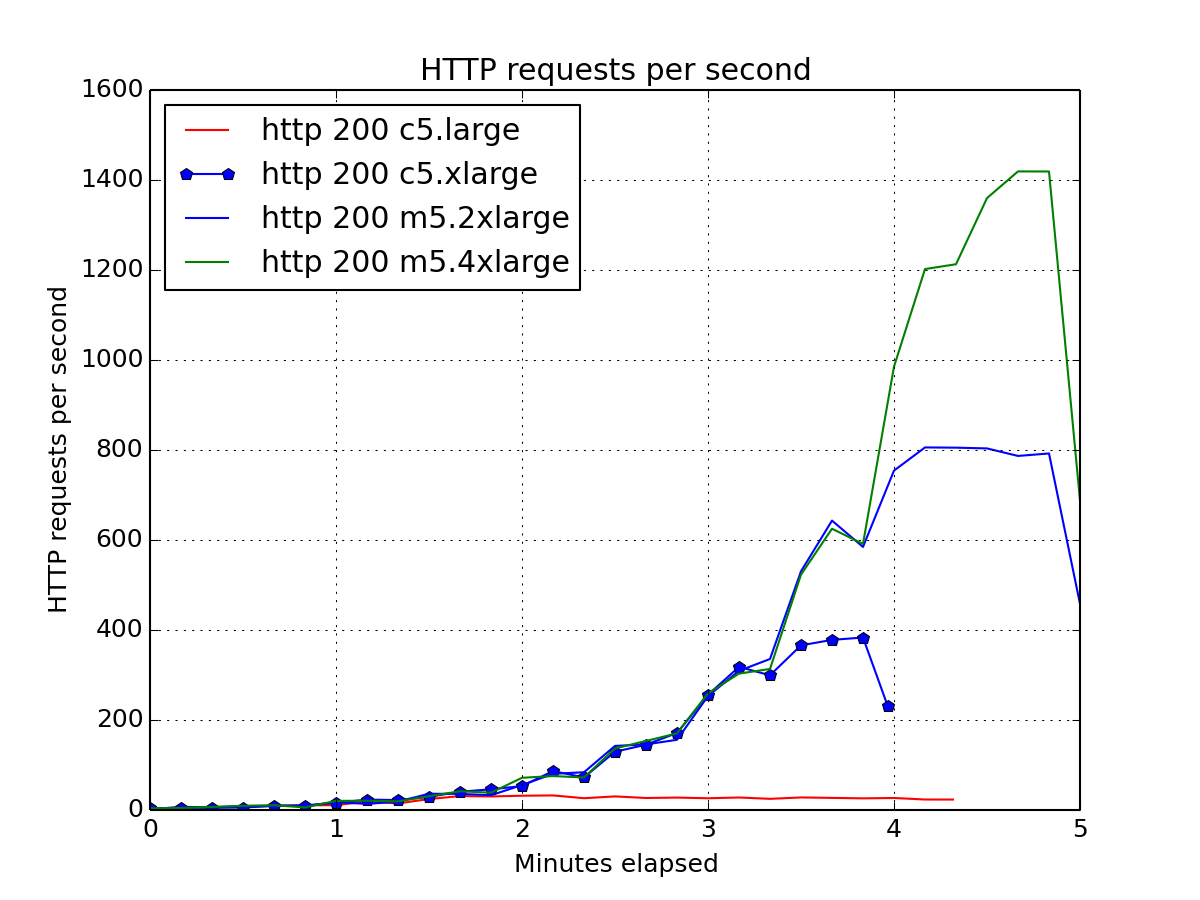 HTTP requests per second
1600
1400
1200
1000
800
600
400
200
0
HTTP requests per second
http 200 c5.large
http 200 c5.xlarge
http 200 m5.2xlarge
http 200 m5.4xlarge
0 1 2 3 4 5
Minutes elapsed